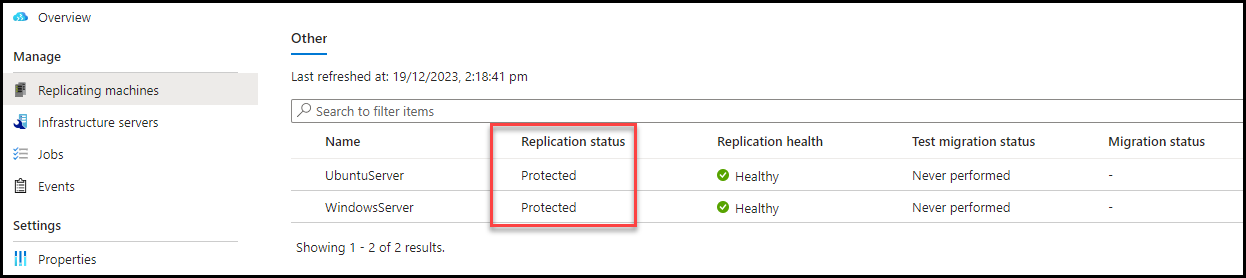 Overview
Manage
Replicating machines
Infrastructure servers
Jobs
Events
Settings
Properties
Other
Last refreshed at: 19/12/2023, 2:18:41 pm
Search to filter items
Name Replication status Replication health Test migration status Migration status
UbuntuServer Protected Healthy Never performed -
WindowsServer Protected Healthy Never performed -
Showing 1 - 2 of 2 results.